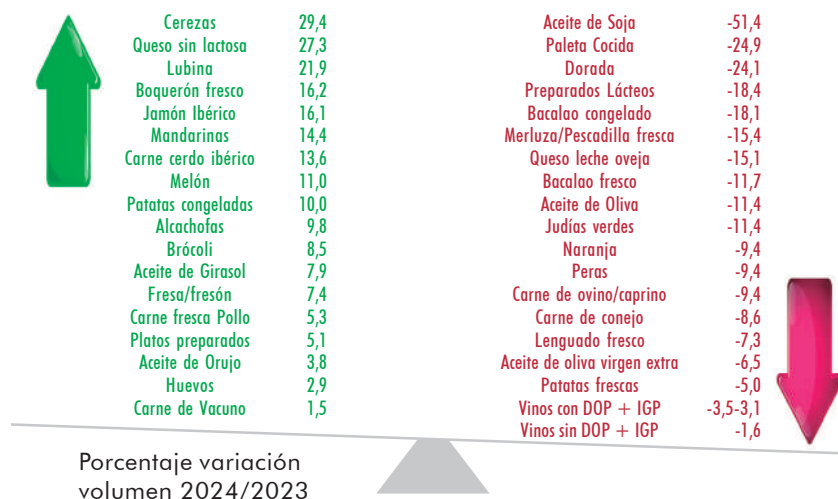 Cerezas 29,4
Queso sin lactosa 27,3
Lubina 21,9
Boquerón fresco 16,2
Jamón Ibérico 16,1
Mandarinas 14,4
Carne cerdo ibérico 13,6
Melón 11,0
Patatas congeladas 10,0
Alcachofas 9,8
Brócoli 8,5
Aceite de Girasol 7,9
Fresa/fresón 7,4
Carne fresca Pollo 5,3
Platos preparados 5,1
Aceite de Orujo 3,8
Huevos 2,9
Carne de Vacuno 1,5
Aceite de Soja -51,4
Paleta Cocida -24,9
Dorada -24,1
Preparados Lácteos -18,4
Bacalao congelado -18,1
Merluza/Pescadilla fresca -15,4
Queso leche oveja -15,1
Bacalao fresco -11,7
Aceite de Oliva -11,4
Judías verdes -11,4
Naranja -9,4
Peras -9,4
Carne de ovino/caprino -9,4
Carne de conejo -8,6
Lenguado fresco -7,3
Aceite de oliva virgen extra -6,5
Patatas frescas -5,0
Vinos con DOP + IGP -3,5-3,1
Vinos sin DOP + IGP -1,6
Porcentaje variación
volumen 2024/2023